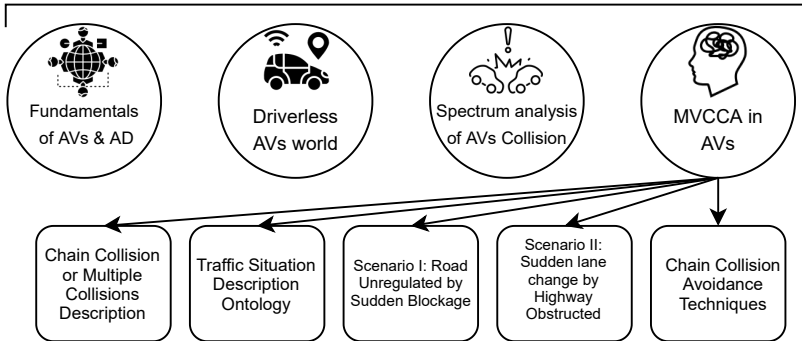 Fundamentals
of AVs & AD
Driverless
AVs world
Spectrum analysis
of AVs Collision
MVCCA in
AVs
Chain Collision
or Multiple
Collisions
Description
Traffic Situation
Description
Ontology
Scenario I: Road
Unregulated by
Sudden Blockage
Scenario II:
Sudden lane
change by
Highway
Obstructed
Chain Collision
Avoidance
Techniques